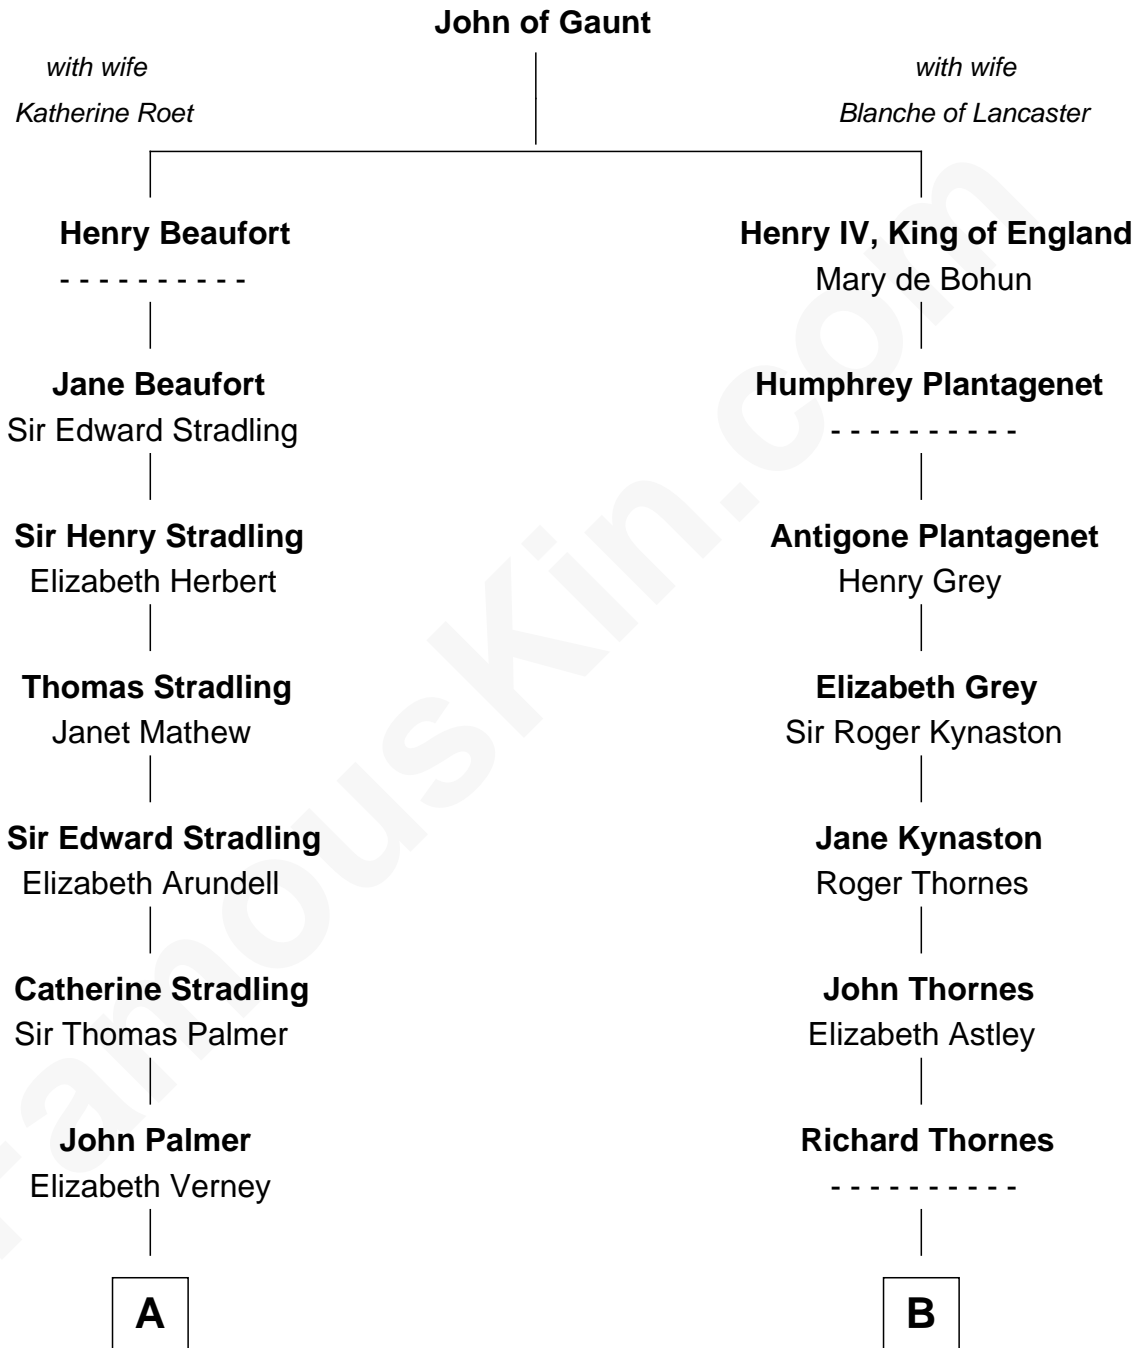 John of Gaunt
with wife
Katherine Roet
with wife
Blanche of Lancaster
Henry Beaufort
- - - - - - - - - -
Henry IV, King of England
Mary de Bohun
Jane Beaufort
Sir Edward Stradling
Humphrey Plantagenet
- - - - - - - - - -
Sir Henry Stradling
Elizabeth Herbert
Antigone Plantagenet
Henry Grey
Thomas Stradling
Janet Mathew
Elizabeth Grey
Sir Roger Kynaston
Sir Edward Stradling
Elizabeth Arundell
Jane Kynaston
Roger Thornes
Catherine Stradling
Sir Thomas Palmer
John Thornes
Elizabeth Astley
John Palmer
Elizabeth Verney
Richard Thornes
- - - - - - - - - -
A
B
FamousKin.com